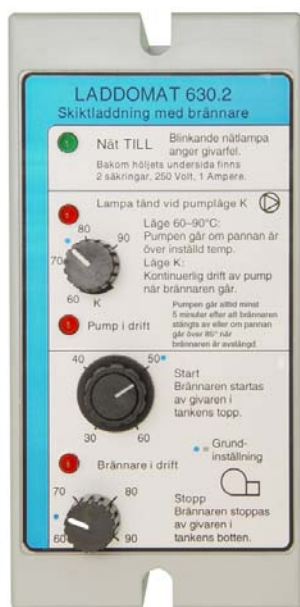 LADDOMAT 630.2
Skiktladdning med brännare
Nät TILL
Blinkande nätlampa
anger givarfel.
Bakom höljets undersida finns
2 säkringar, 250 Volt, 1 Ampere.
Lampa tänd vid pumpläge K
80
90
70
60
K
Läge 60–90°C:
Pumpen går om pannan är
över inställd temp.
Läge K:
Kontinuerlig drift av pump
när brännaren går.
Pump i drift
Pumpen går alltid minst
5 minuter efter att brännaren
stängts av eller om pannan
går över 85° när
brännaren är avstängd.
40
50
30
60
Start
Brännaren startas
av givaren i
tankens topp.
= Grund-
inställning
Brännare i drift
70
80
60
90
Stopp
Brännaren stoppas
av givaren i
tankens botten.